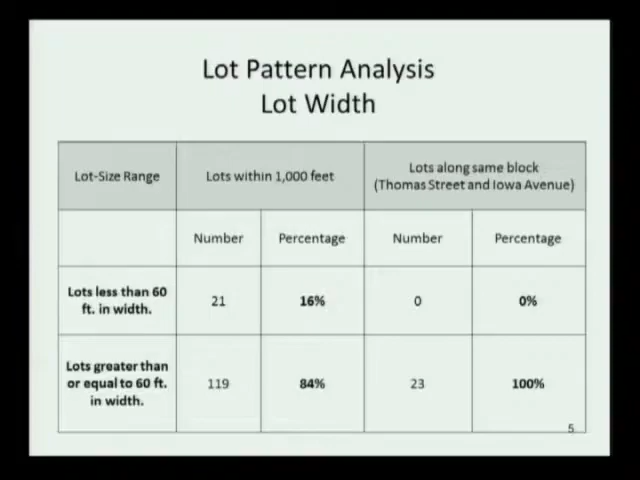 Lot Pattern Analysis
Lot Width
Lot-Size Range
Lots within 1,000 feet
Lots along same block
(Thomas Street and Iowa Avenue)
Number
Percentage
Number
Percentage
Lots less than 60
ft. in width.
21
16%
0
0%
Lots greater than
or equal to 60 ft.
in width.
119
84%
23
100%
5